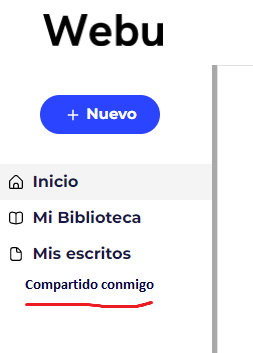 Webu
+ Nuevo
Inicio
Mi Biblioteca
Mis escritos
Compartido conmigo